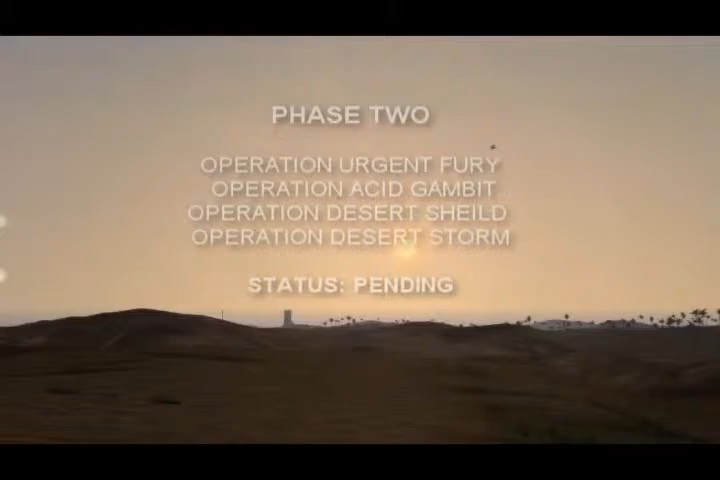 PHASE TWO
OPERATION URGENT FURY
OPERATION ACID GAMBIT
OPERATION DESERT SHEILD
OPERATION DESERT STORM
STATUS: PENDING